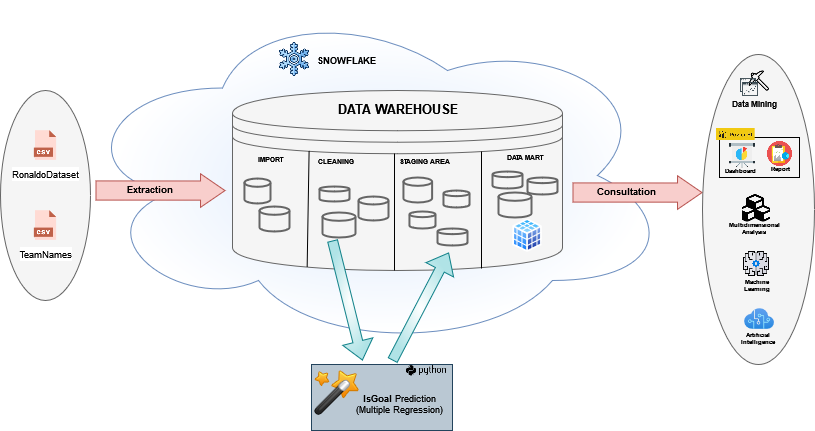 SNOWFLAKE
DATA WAREHOUSE
IMPORT
CLEANING
STAGING AREA
DATA MART
CSV
RonaldoDataset
CSV
TeamNames
Extraction
Consultation
Data Mining
Power BI
Dashboard
Report
Multidimensional
Analysis
Machine
Learning
Artificial
Intelligence
python
IsGoal Prediction
(Multiple Regression)